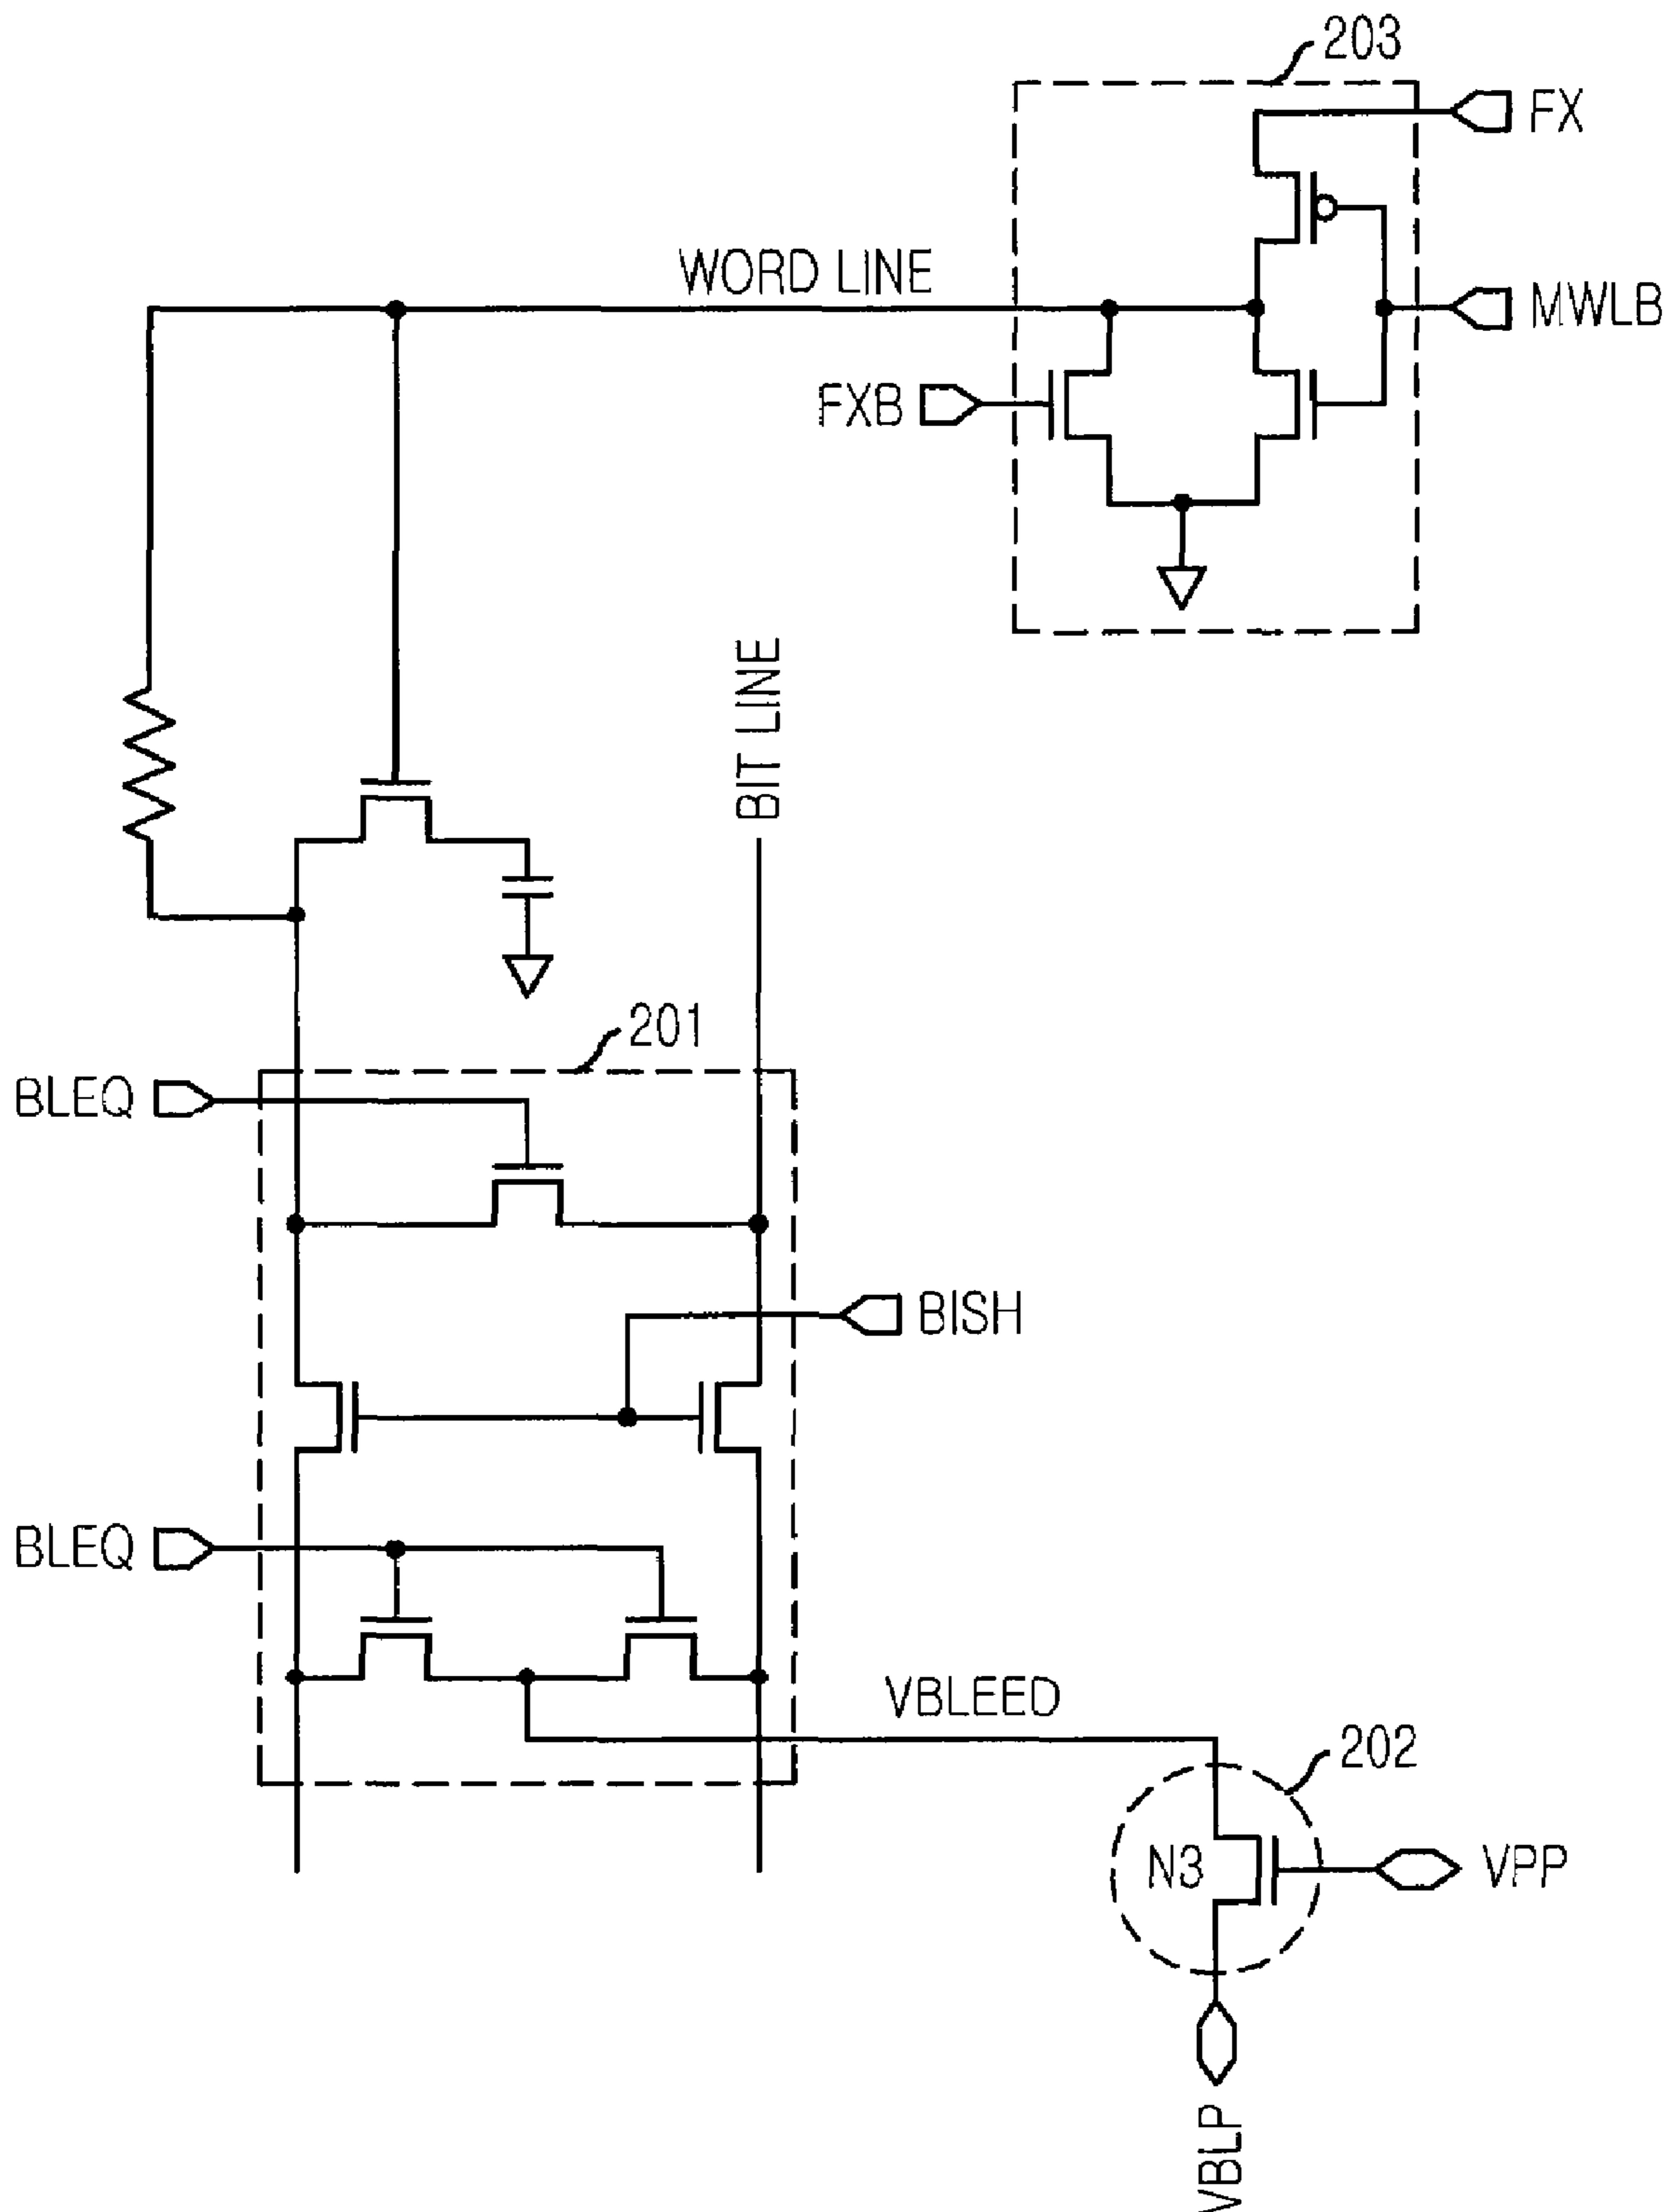 203
FX
WORD LINE
MWLB
FXB
BIT LINE
201
BLEQ
BISH
BLEQ
VBLEED
202
N3
VPP
VBLP